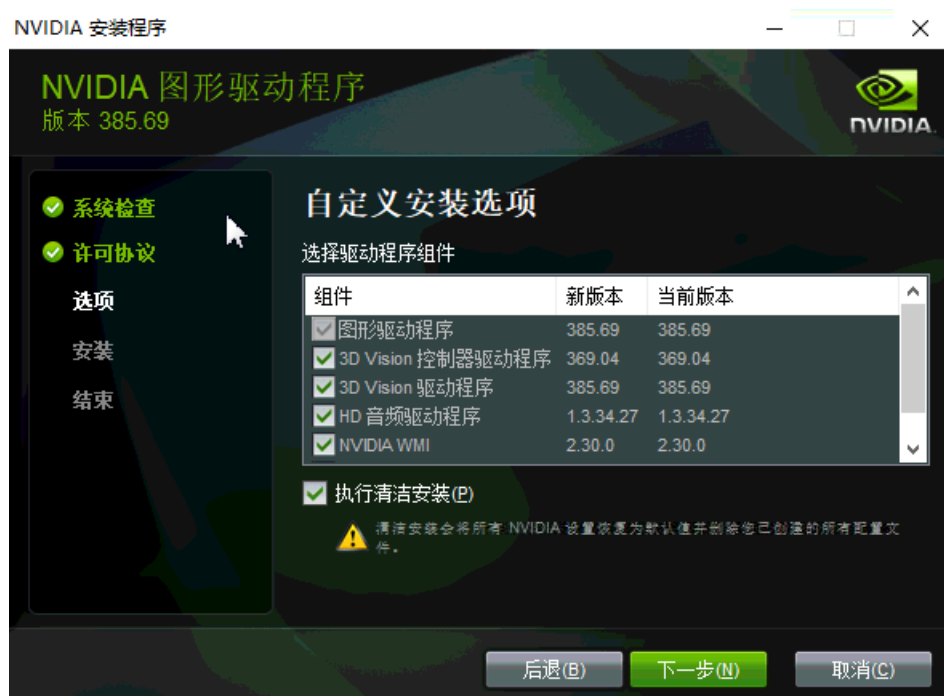 NVIDIA 安装程序
NVIDIA 图形驱动程序
版本 385.69
NVIDIA.
系统检查
许可协议
选项
安装
结束
自定义安装选项
选择驱动程序组件
组件 新版本 当前版本
图形驱动程序 385.69 385.69
3D Vision 控制器驱动程序 369.04 369.04
3D Vision 驱动程序 385.69 385.69
HD 音频驱动程序 1.3.34.27 1.3.34.27
NVIDIA WMI 2.30.0 2.30.0
执行清洁安装(P)
清洁安装会将所有 NVIDIA 设置恢复为默认值并删除您已创建的所有配置文
件。
后退(B) 下一步(N) 取消(C)